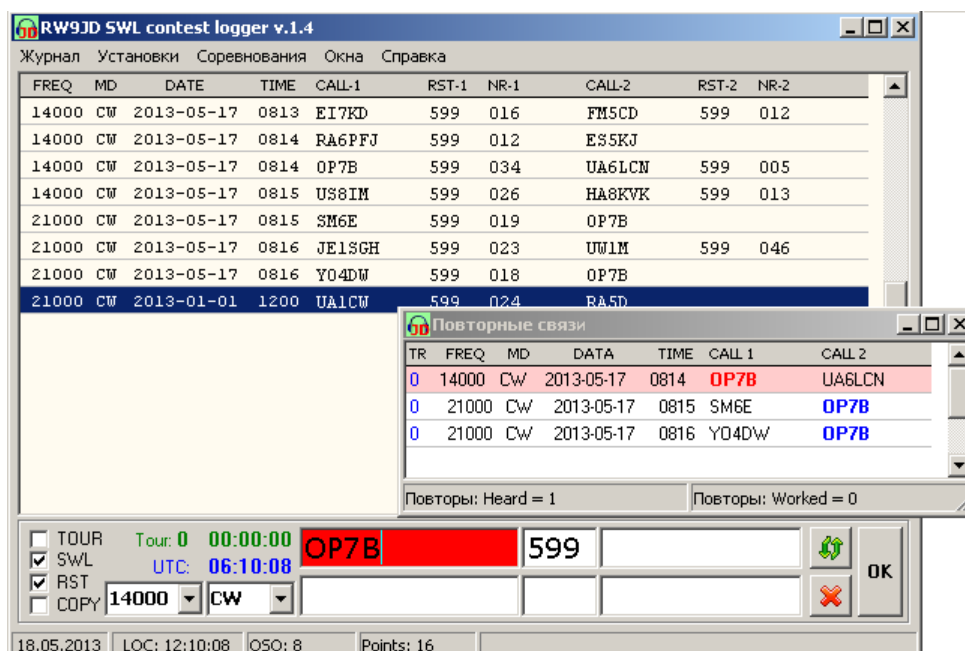 RW9JD SWL contest logger v.1.4
Журнал Установки Соревнования Окна Справка
FREQ MD DATE TIME CALL-1 RST-1 NR-1 CALL-2 RST-2 NR-2
14000 CW 2013-05-17 0813 EI7KD 599 016 FM5CD 599 012
14000 CW 2013-05-17 0814 RA6PFJ 599 012 ES5KJ
14000 CW 2013-05-17 0814 OP7B 599 034 UA6LCN 599 005
14000 CW 2013-05-17 0815 US8IM 599 026 HA8KVK 599 013
21000 CW 2013-05-17 0815 SM6E 599 019 OP7B
21000 CW 2013-05-17 0816 JE1SGH 599 023 UW1M 599 046
21000 CW 2013-05-17 0816 YO4DW 599 018 OP7B
21000 CW 2013-01-01 1200 UA1CW 599 024 RA5D
Повторные связи
TR FREQ MD DATA TIME CALL 1 CALL 2
0 14000 CW 2013-05-17 0814 OP7B UA6LCN
0 21000 CW 2013-05-17 0815 SM6E OP7B
0 21000 CW 2013-05-17 0816 YO4DW OP7B
Повторы: Heard = 1 Повторы: Worked = 0
TOUR Tour: 0 00:00:00 OP7B 599
SWL UTC: 06:10:08
RST
COPY 14000 CW
OK
18.05.2013 LOC: 12:10:08 QSO: 8 Points: 16